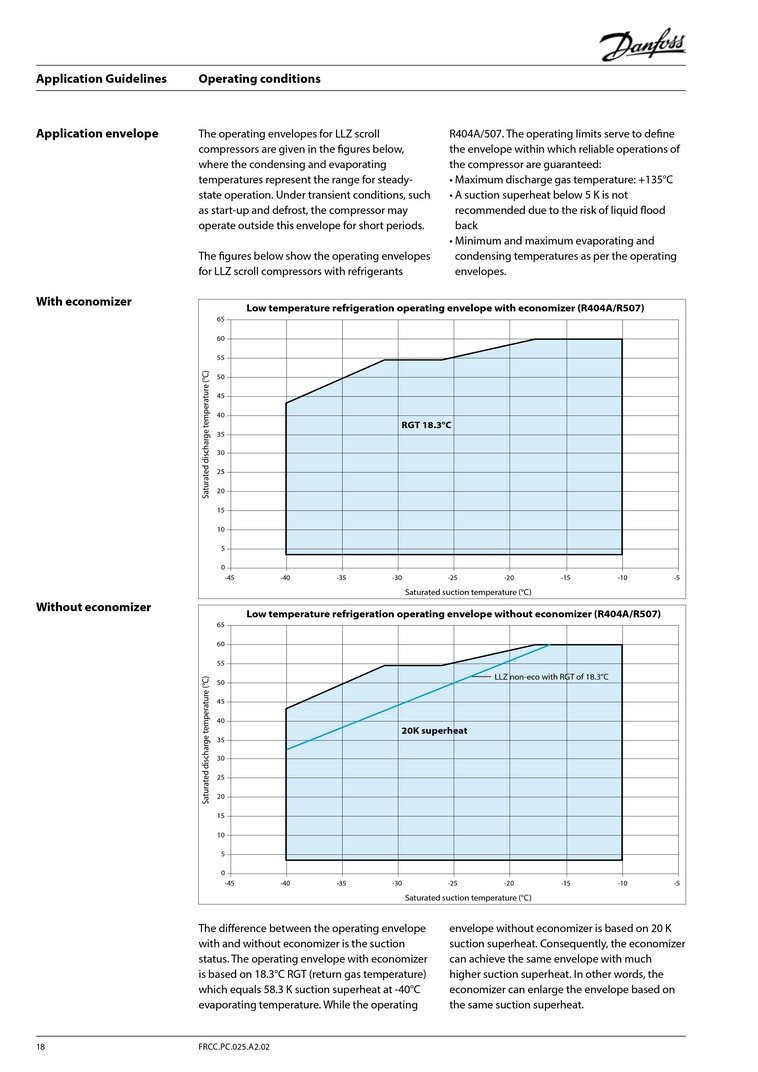 Danfoss
Application Guidelines
Operating conditions
Application envelope
The operating envelopes for LLZ scroll
compressors are given in the figures below,
where the condensing and evaporating
temperatures represent the range for steady-
state operation. Under transient conditions, such
as start-up and defrost, the compressor may
operate outside this envelope for short periods.
The figures below show the operating envelopes
for LLZ scroll compressors with refrigerants
R404A/507. The operating limits serve to define
the envelope within which reliable operations of
the compressor are guaranteed:
• Maximum discharge gas temperature: +135°C
• A suction superheat below 5 K is not
recommended due to the risk of liquid flood
back
• Minimum and maximum evaporating and
condensing temperatures as per the operating
envelopes.
With economizer
Low temperature refrigeration operating envelope with economizer (R404A/R507)
Saturated discharge temperature (°C)
65
60
55
50
45
40
35
30
25
20
15
10
5
0
RGT 18.3°C
-45
-40
-35
-30
-25
-20
-15
-10
-5
Saturated suction temperature (°C)
Without economizer
Low temperature refrigeration operating envelope without economizer (R404A/R507)
Saturated discharge temperature (°C)
65
60
55
50
45
40
35
30
25
20
15
10
5
0
LLZ non-eco with RGT of 18.3°C
20K superheat
-45
-40
-35
-30
-25
-20
-15
-10
-5
Saturated suction temperature (°C)
The difference between the operating envelope
with and without economizer is the suction
status. The operating envelope with economizer
is based on 18.3°C RGT (return gas temperature)
which equals 58.3 K suction superheat at -40°C
evaporating temperature. While the operating
envelope without economizer is based on 20 K
suction superheat. Consequently, the economizer
can achieve the same envelope with much
higher suction superheat. In other words, the
economizer can enlarge the envelope based on
the same suction superheat.
18
FRCC.PC.025.A2.02